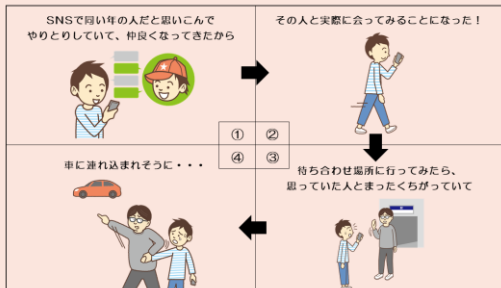 SNSで同い年の人だと思いこんで
やりとりしていて、仲良くなってきたから
その人と実際に会ってみることになった！
①
②
④
③
待ち合わせ場所に行ってみたら、
思っていた人とまったくちがっていて
車に連れ込まれそうに・・・